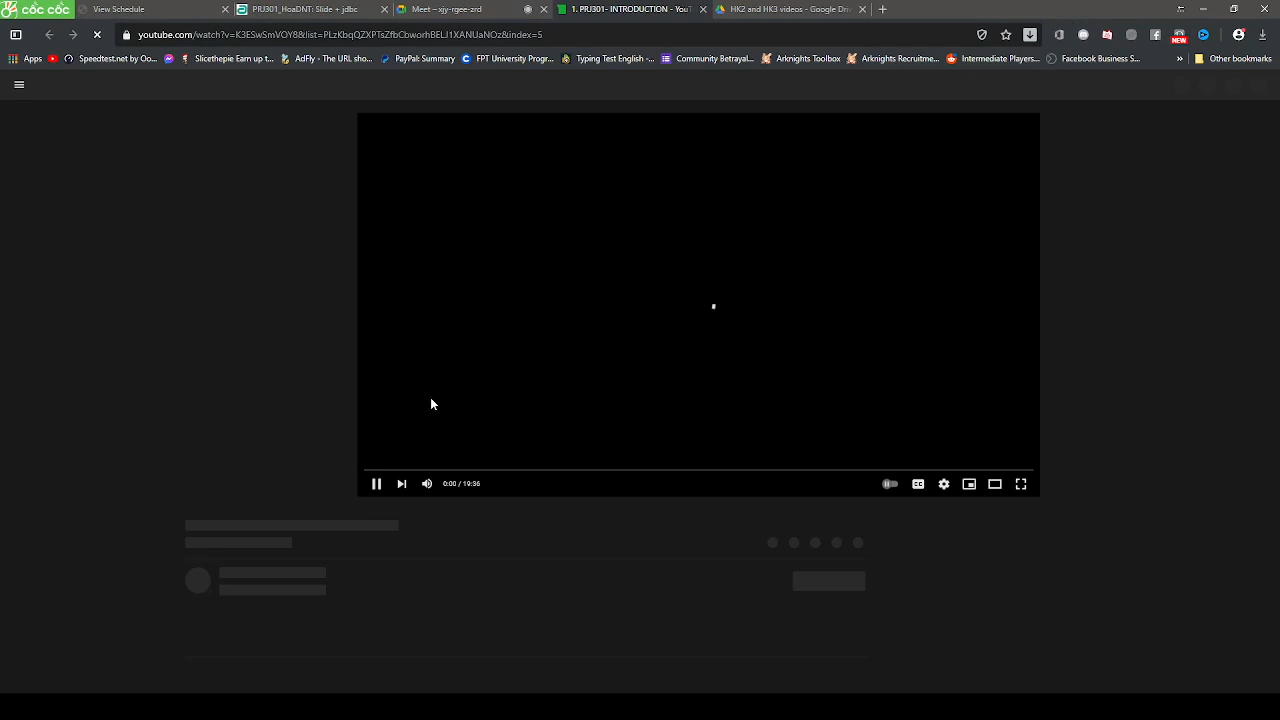 cốc cốc View Schedule PRJ301_HoaDNT: Slide + jdbc Meet – xjy-rgee-zrd 1. PRJ301- INTRODUCTION - YouT HK2 and HK3 videos - Google Driv
youtube.com/watch?v=K3ESwSmVOY8&list=PLzKbqQZXPTsZfbCbworhBELJI1XANUaNOz&index=5
Apps Speedtest.net by Oo... Slicethepie Earn up t... AdFly - The URL sho... PayPal: Summary FPT University Progr... Typing Test English -... Community Betrayal... Arknights Toolbox Arknights Recruitme... Intermediate Players... Facebook Business S... » Other bookmarks
NEW
0:00 / 19:36